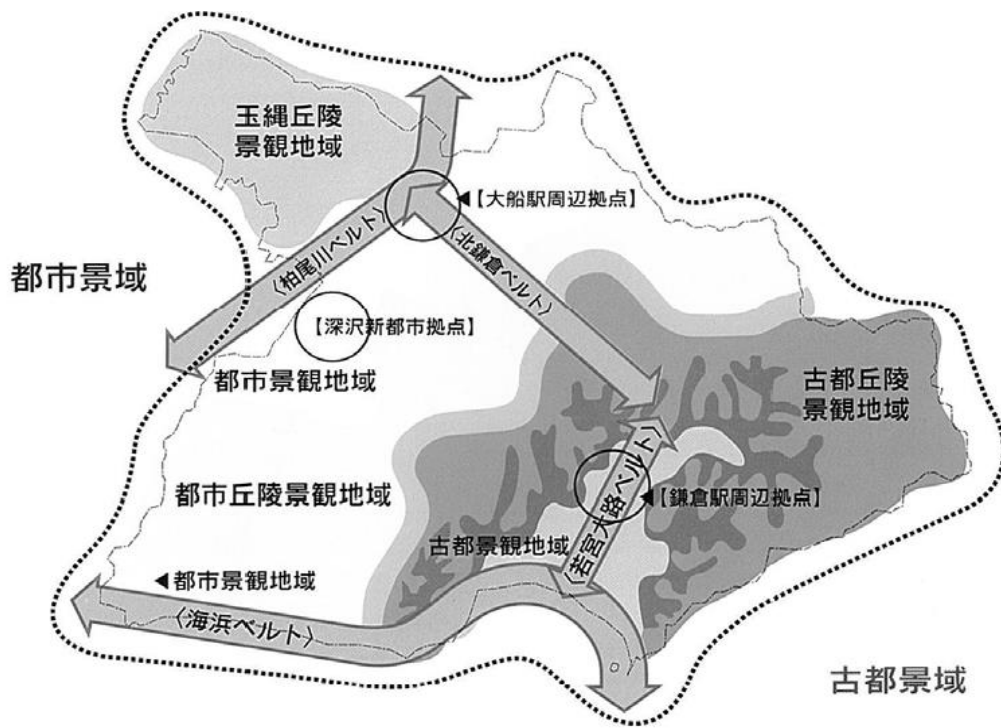 玉縄丘陵
景観地域
◀【大船駅周辺拠点】
〈柏尾川ベルト〉
〈北鎌倉ベルト〉
都市景域
【深沢新都市拠点】
都市景観地域
古都丘陵
景観地域
都市丘陵景観地域
◀【鎌倉駅周辺拠点】
〈若宮大路ベルト〉
古都景観地域
◀都市景観地域
〈海浜ベルト〉
古都景域